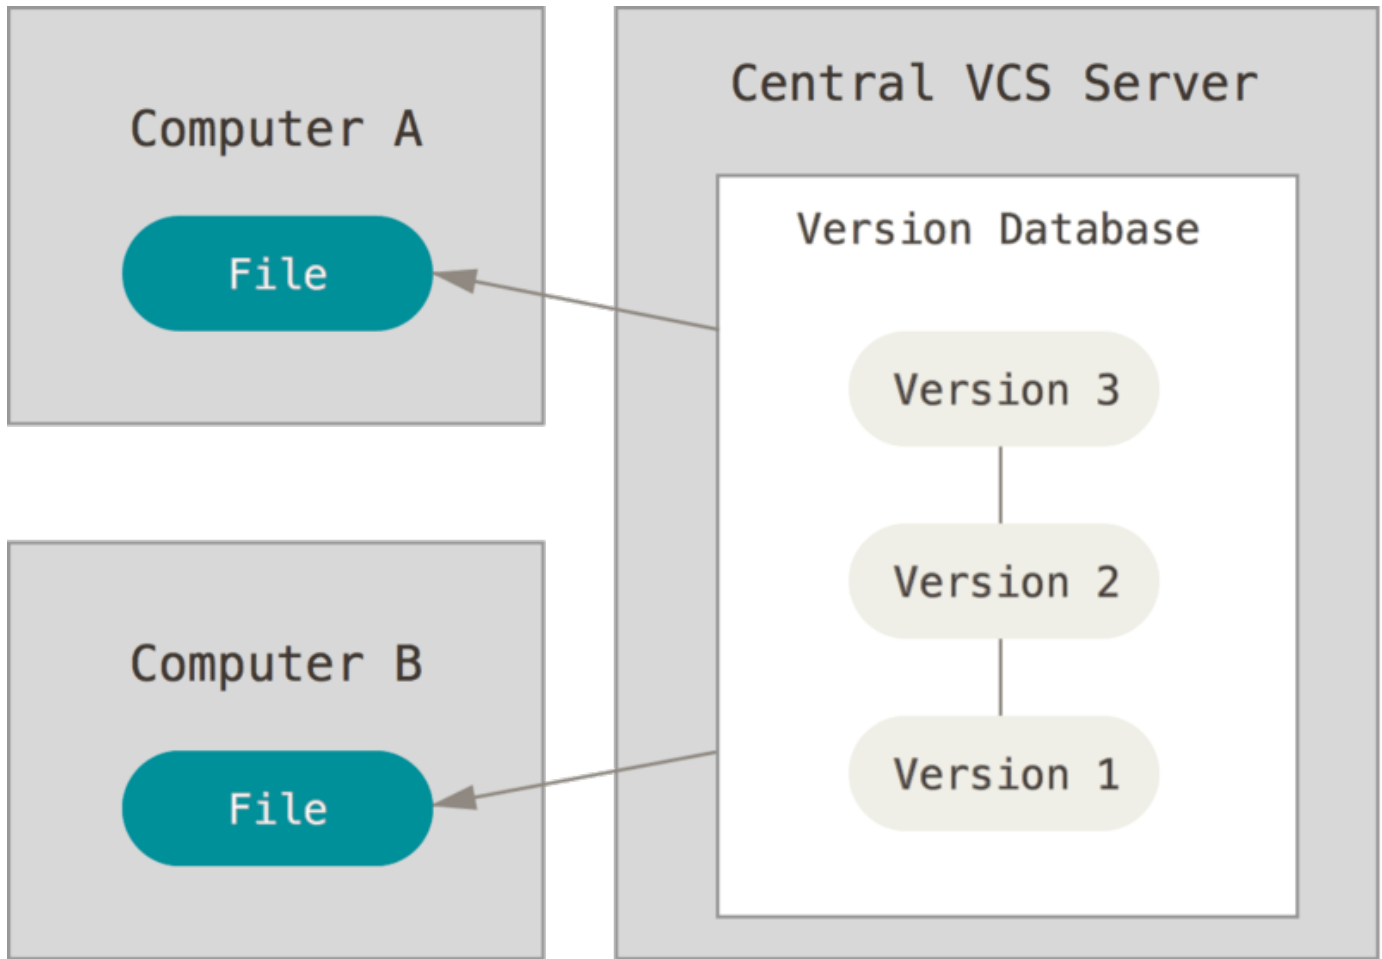 Computer A
File
Computer B
File
Central VCS Server
Version Database
Version 3
Version 2
Version 1